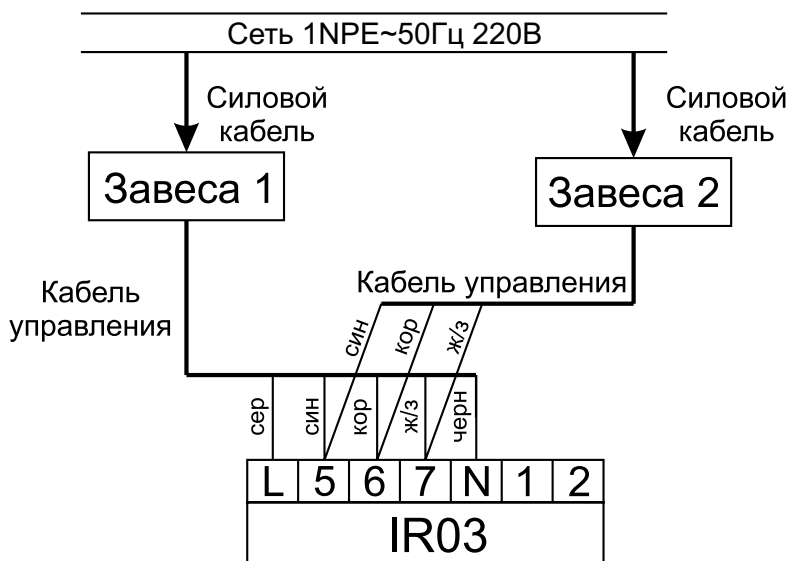 Сеть 1NPE~50Гц 220В
Силовой
кабель
Силовой
кабель
Завеса 1
Завеса 2
Кабель управления
Кабель
управления
син
кор
ж/з
сер
син
кор
ж/з
черн
L 5 6 7 N 1 2
IR03